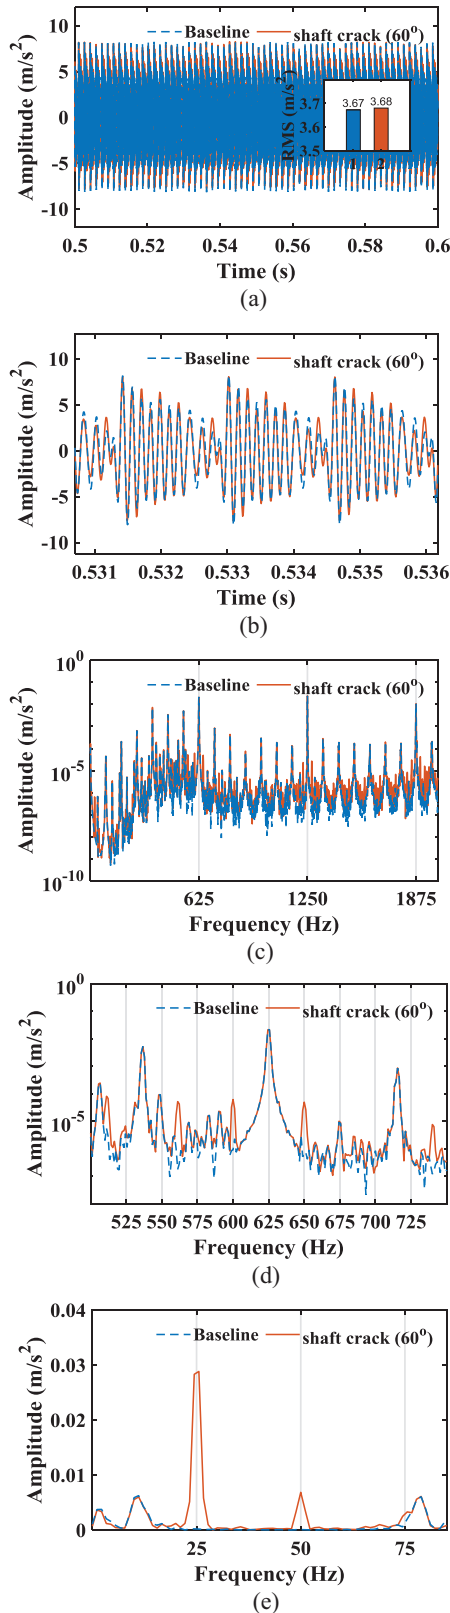 Baseline shaft crack (60°)
Amplitude (m/s²)
10
5
0
-5
-10
RMS (m/s²)
3.7
3.6
3.5
3.67
3.68
1 2
0.5 0.52 0.54 0.56 0.58 0.6
Time (s)
(a)
Baseline shaft crack (60°)
Amplitude (m/s²)
10
5
0
-5
-10
0.531 0.532 0.533 0.534 0.535 0.536
Time (s)
(b)
Baseline shaft crack (60°)
Amplitude (m/s²)
10⁰
10⁻⁵
10⁻¹⁰
625 1250 1875
Frequency (Hz)
(c)
Baseline shaft crack (60°)
Amplitude (m/s²)
10⁰
10⁻⁵
525 550 575 600 625 650 675 700 725
Frequency (Hz)
(d)
Baseline shaft crack (60°)
Amplitude (m/s²)
0.04
0.03
0.02
0.01
0
25 50 75
Frequency (Hz)
(e)